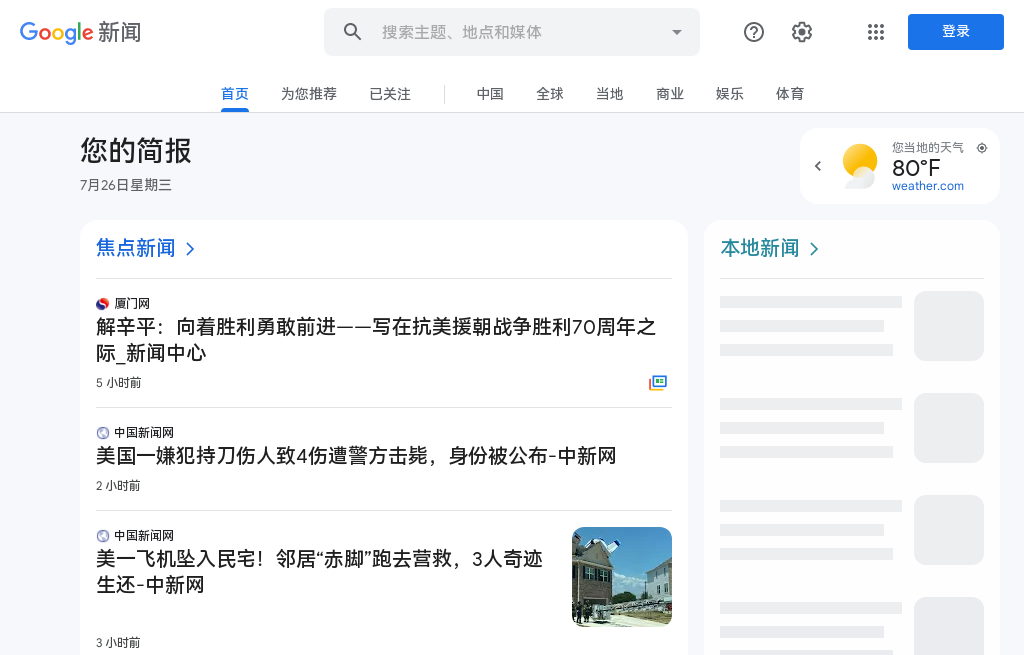 Google 新闻
搜索主题、地点和媒体
登录
首页
为您推荐
已关注
中国
全球
当地
商业
娱乐
体育
您的简报
7月26日星期三
您当地的天气
80°F
weather.com
焦点新闻
厦门网
解辛平：向着胜利勇敢前进——写在抗美援朝战争胜利70周年之
际_新闻中心
5 小时前
中国新闻网
美国一嫌犯持刀伤人致4伤遭警方击毙，身份被公布-中新网
2 小时前
中国新闻网
美一飞机坠入民宅！邻居“赤脚”跑去营救，3人奇迹
生还-中新网
3 小时前
本地新闻